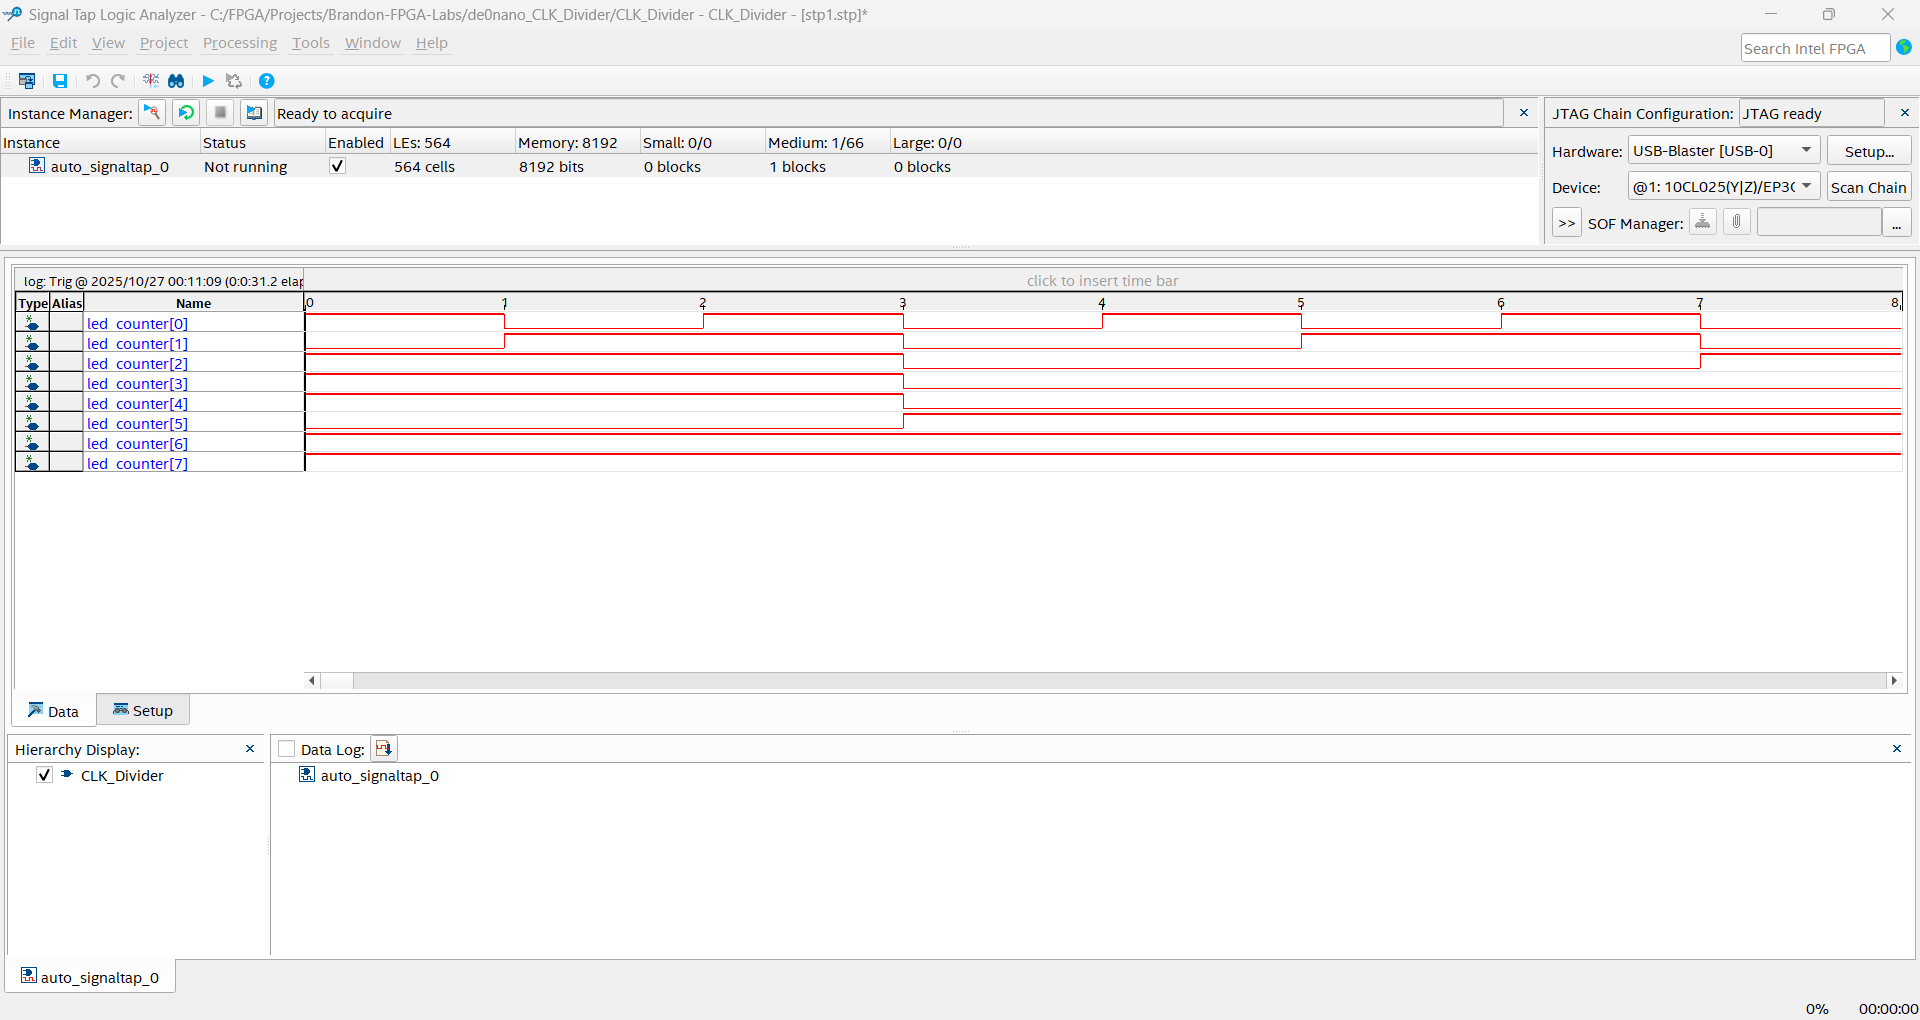 Signal Tap Logic Analyzer - C:/FPGA/Projects/Brandon-FPGA-Labs/de0nano_CLK_Divider/CLK_Divider - CLK_Divider - [stp1.stp]*
File Edit View Project Processing Tools Window Help
Search Intel FPGA
Instance Manager: Ready to acquire
JTAG Chain Configuration: JTAG ready
Instance Status Enabled LEs: 564 Memory: 8192 Small: 0/0 Medium: 1/66 Large: 0/0
auto_signaltap_0 Not running 564 cells 8192 bits 0 blocks 1 blocks 0 blocks
Hardware: USB-Blaster [USB-0] Setup...
Device: @1: 10CL025(Y|Z)/EP3C Scan Chain
>> SOF Manager: ...
log: Trig @ 2025/10/27 00:11:09 (0:0:31.2 elap
click to insert time bar
Type Alias Name 0 1 2 3 4 5 6 7 8
led_counter[0]
led_counter[1]
led_counter[2]
led_counter[3]
led_counter[4]
led_counter[5]
led_counter[6]
led_counter[7]
Data Setup
Hierarchy Display:
CLK_Divider
Data Log:
auto_signaltap_0
auto_signaltap_0
0% 00:00:00